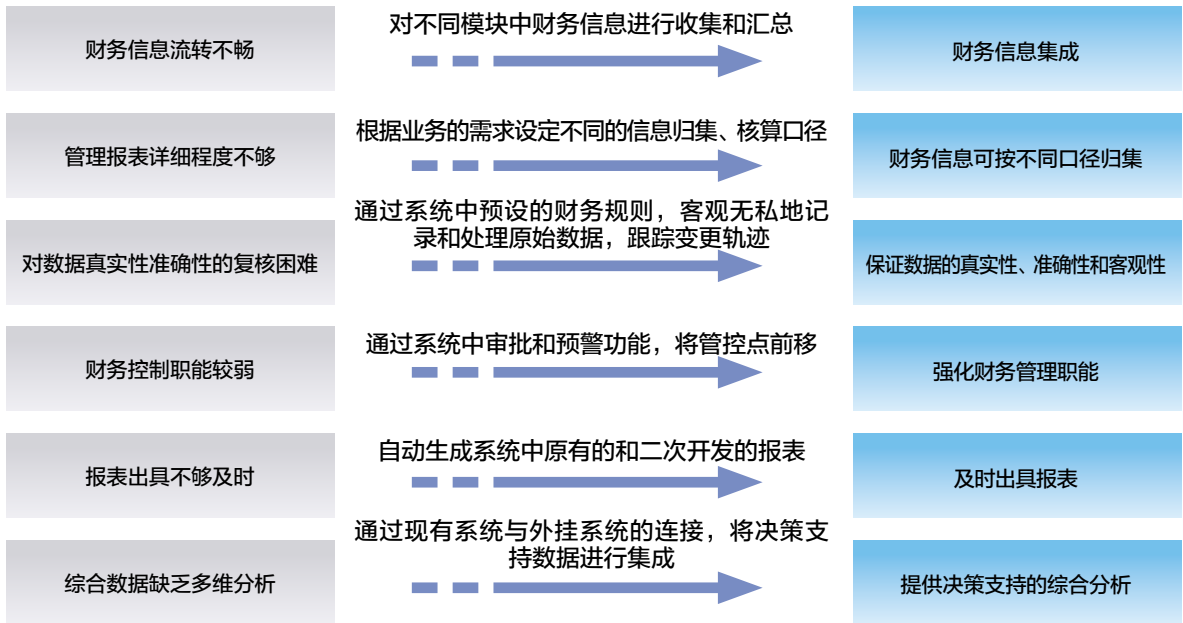 财务信息流转不畅
对不同模块中财务信息进行收集和汇总
财务信息集成
管理报表详细程度不够
根据业务的需求设定不同的信息归集、核算口径
财务信息可按不同口径归集
对数据真实性准确性的复核困难
通过系统中预设的财务规则，客观无私地记
录和处理原始数据，跟踪变更轨迹
保证数据的真实性、准确性和客观性
财务控制职能较弱
通过系统中审批和预警功能，将管控点前移
强化财务管理职能
报表出具不够及时
自动生成系统中原有的和二次开发的报表
及时出具报表
综合数据缺乏多维分析
通过现有系统与外挂系统的连接，将决策支
持数据进行集成
提供决策支持的综合分析